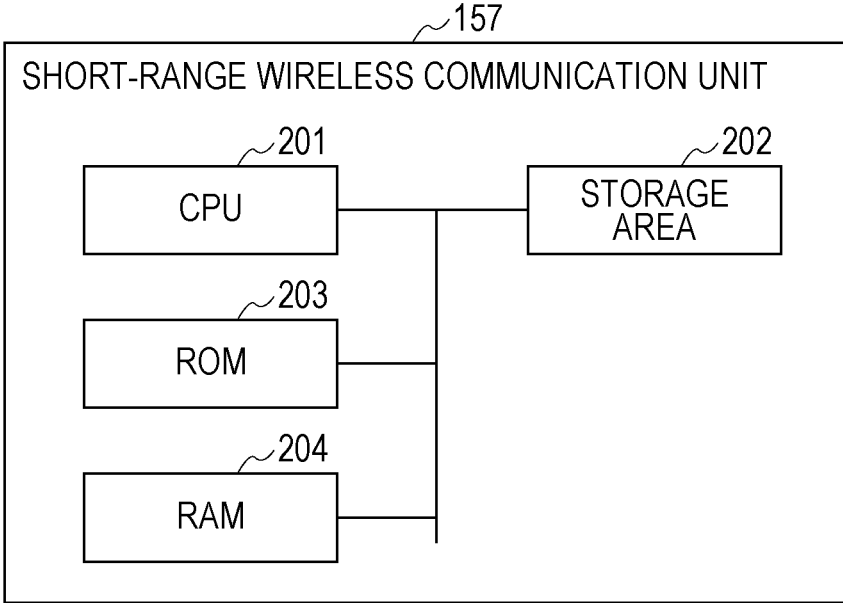 157
SHORT-RANGE WIRELESS COMMUNICATION UNIT
201
CPU
202
STORAGE
AREA
203
ROM
204
RAM